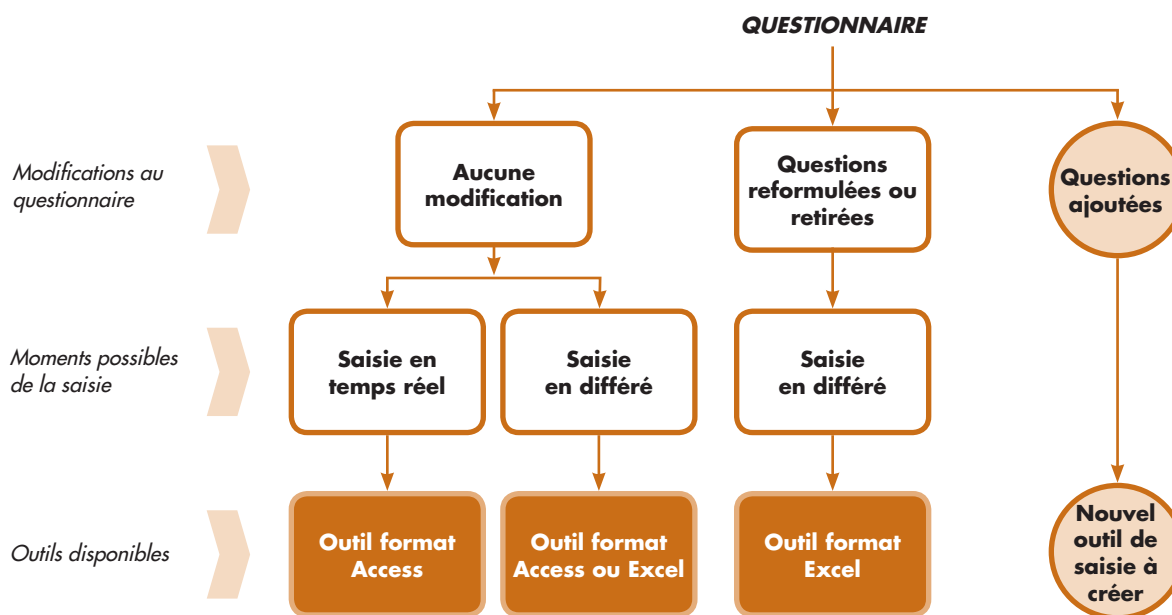 QUESTIONNAIRE
Modifications au
questionnaire
Aucune
modification
Questions
reformulées ou
retirées
Questions
ajoutées
Moments possibles
de la saisie
Saisie en
temps réel
Saisie
en différé
Saisie
en différé
Outils disponibles
Outil format
Access
Outil format
Access ou Excel
Outil format
Excel
Nouvel
outil de
saisie à
créer